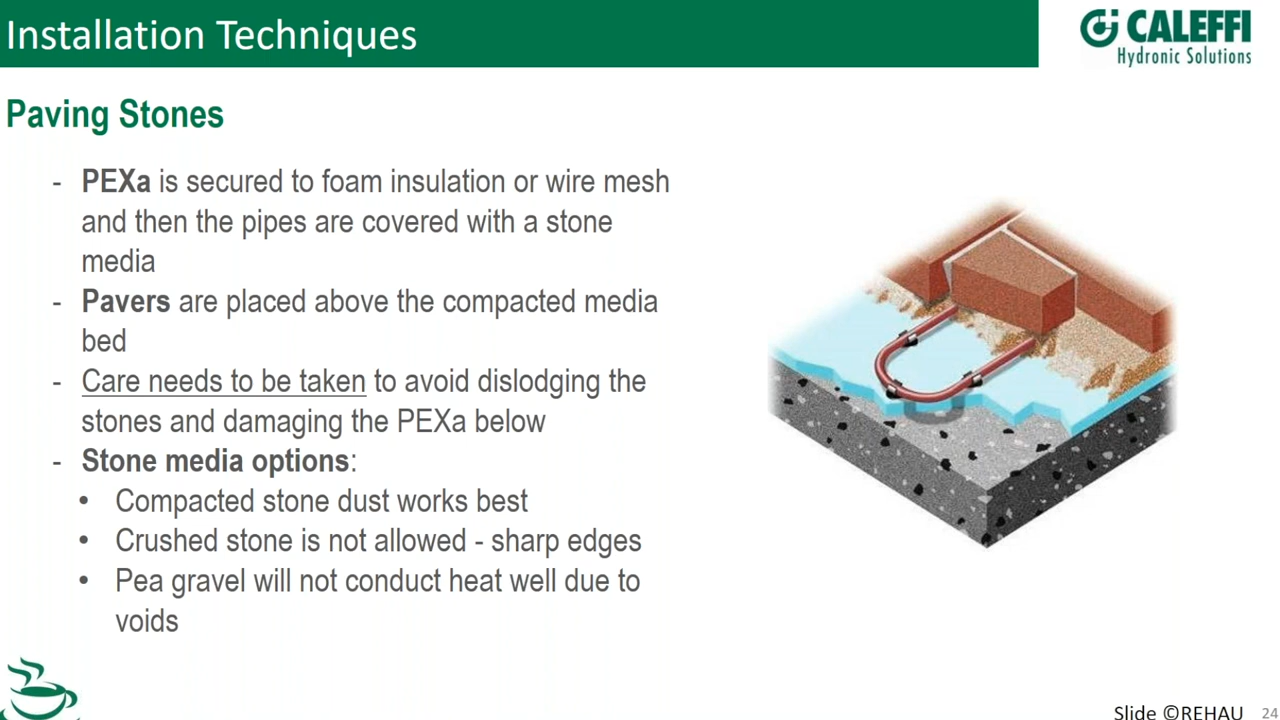 Installation Techniques
CALEFFI
Hydronic Solutions
Paving Stones
- PEXa is secured to foam insulation or wire mesh
and then the pipes are covered with a stone
media
- Pavers are placed above the compacted media
bed
- Care needs to be taken to avoid dislodging the
stones and damaging the PEXa below
- Stone media options:
• Compacted stone dust works best
• Crushed stone is not allowed - sharp edges
• Pea gravel will not conduct heat well due to
voids
Slide ©REHAU 24